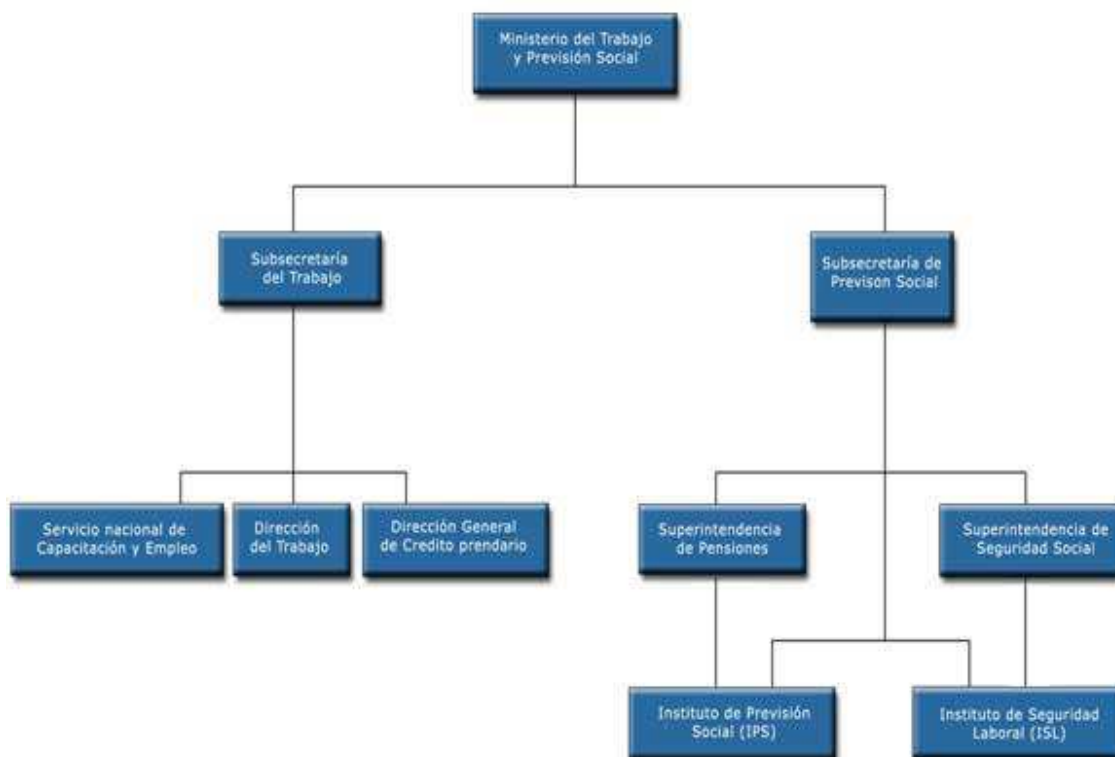 Ministerio del Trabajo
y Previsión Social
Subsecretaría
del Trabajo
Subsecretaría de
Previson Social
Servicio nacional de
Capacitación y Empleo
Dirección
del Trabajo
Dirección General
de Credito prendario
Superintendencia
de Pensiones
Superintendencia de
Seguridad Social
Instituto de Previsión
Social (IPS)
Instituto de Seguridad
Laboral (ISL)